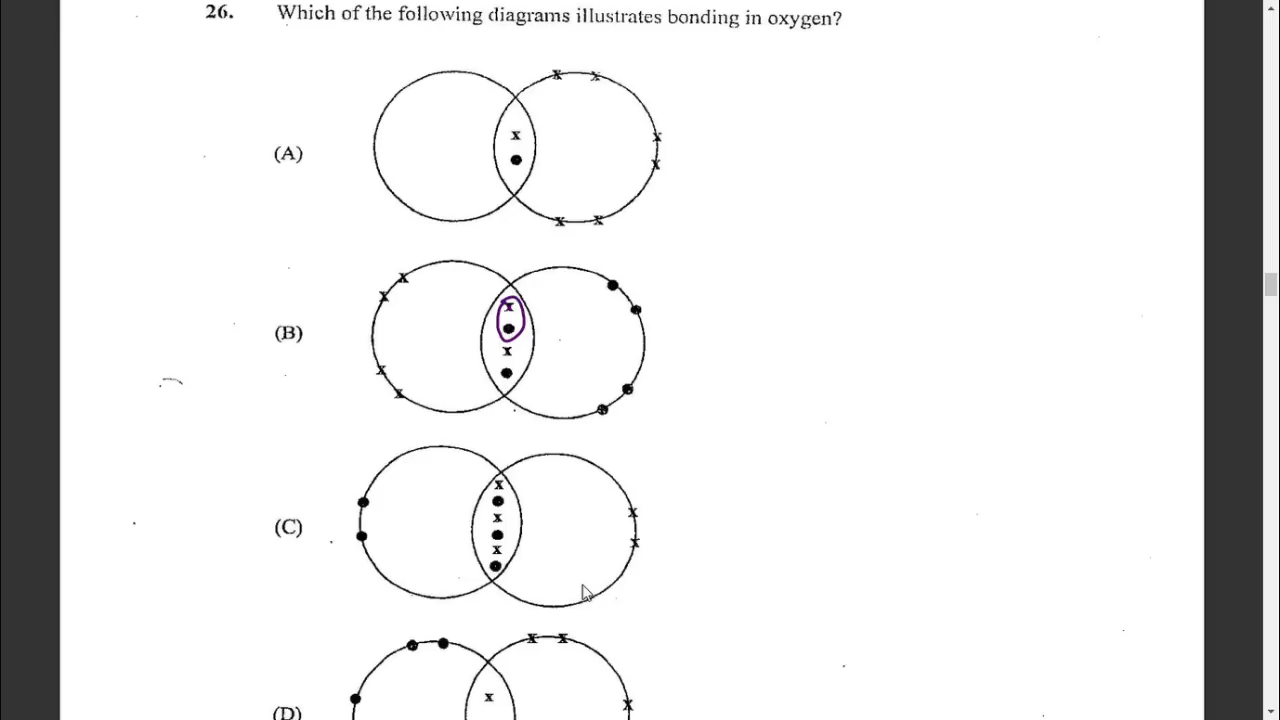 26. Which of the following diagrams illustrates bonding in oxygen?
x x
x
x
(A)
x
x x
x
x
x
(B)
x
x
x
x
x
(C)
x
x
x
x
x x
x
x
(D)